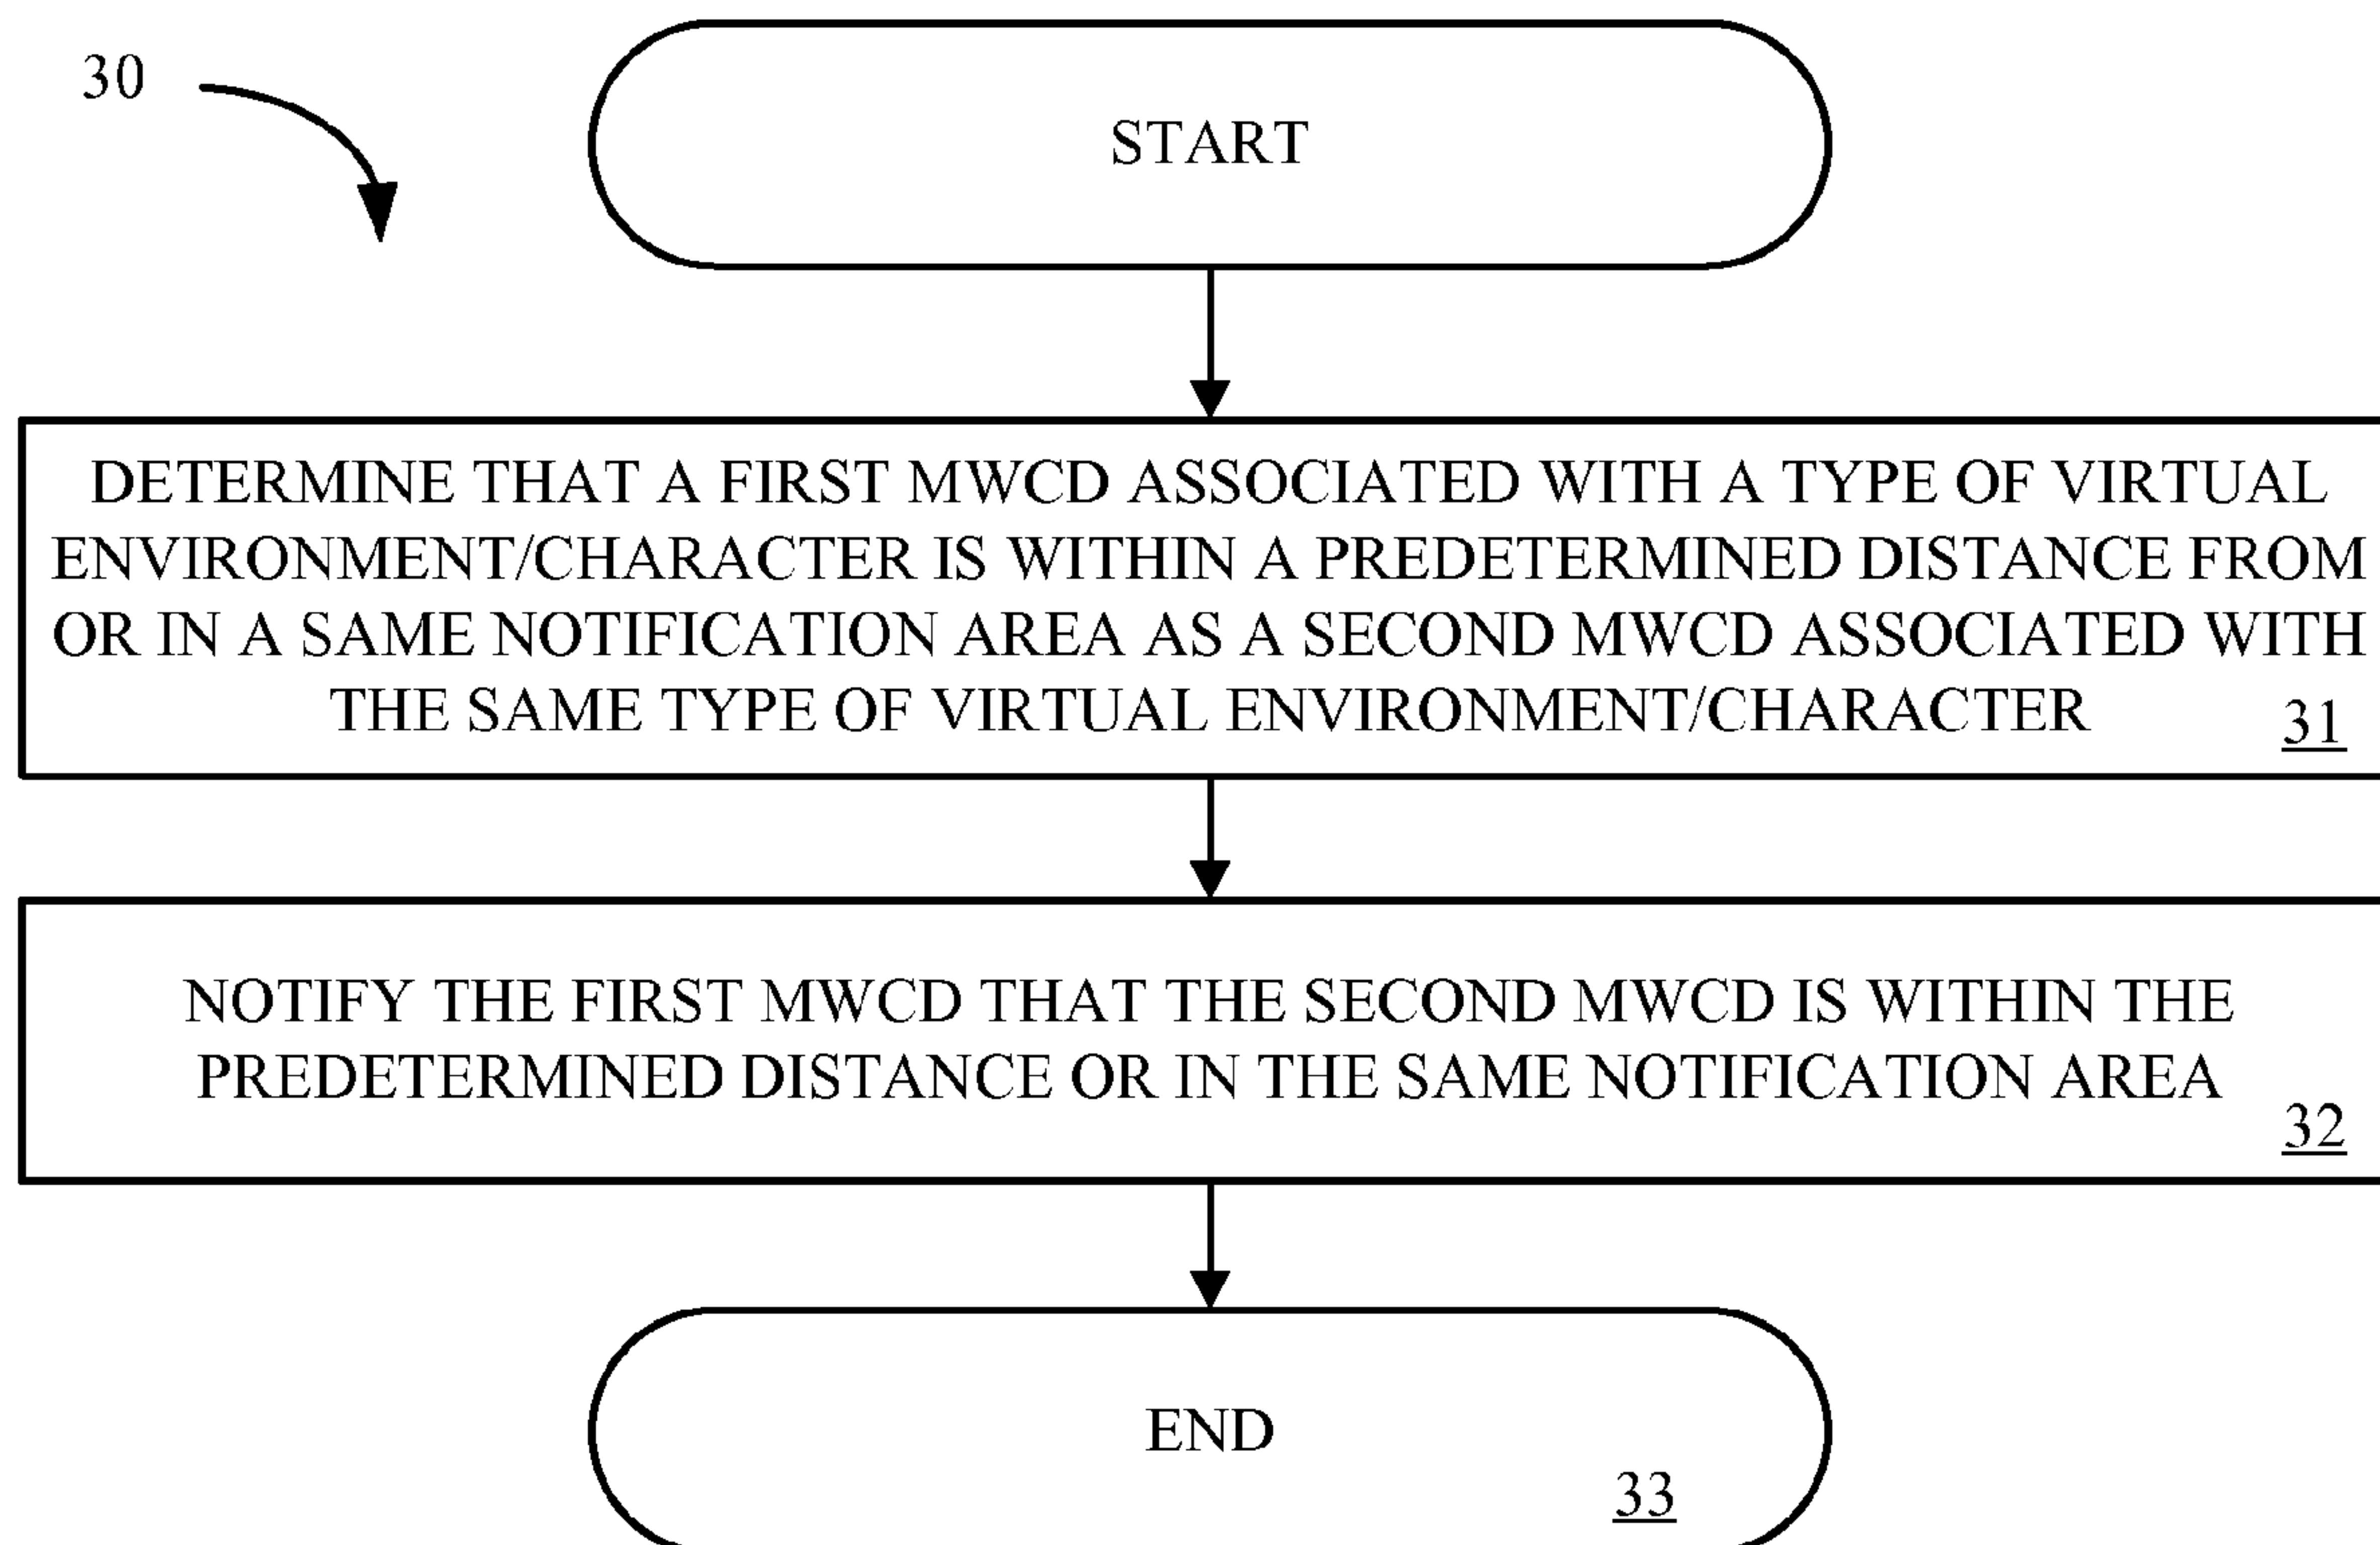 30
START
DETERMINE THAT A FIRST MWCD ASSOCIATED WITH A TYPE OF VIRTUAL
ENVIRONMENT/CHARACTER IS WITHIN A PREDETERMINED DISTANCE FROM
OR IN A SAME NOTIFICATION AREA AS A SECOND MWCD ASSOCIATED WITH
THE SAME TYPE OF VIRTUAL ENVIRONMENT/CHARACTER
31
NOTIFY THE FIRST MWCD THAT THE SECOND MWCD IS WITHIN THE
PREDETERMINED DISTANCE OR IN THE SAME NOTIFICATION AREA
32
END
33